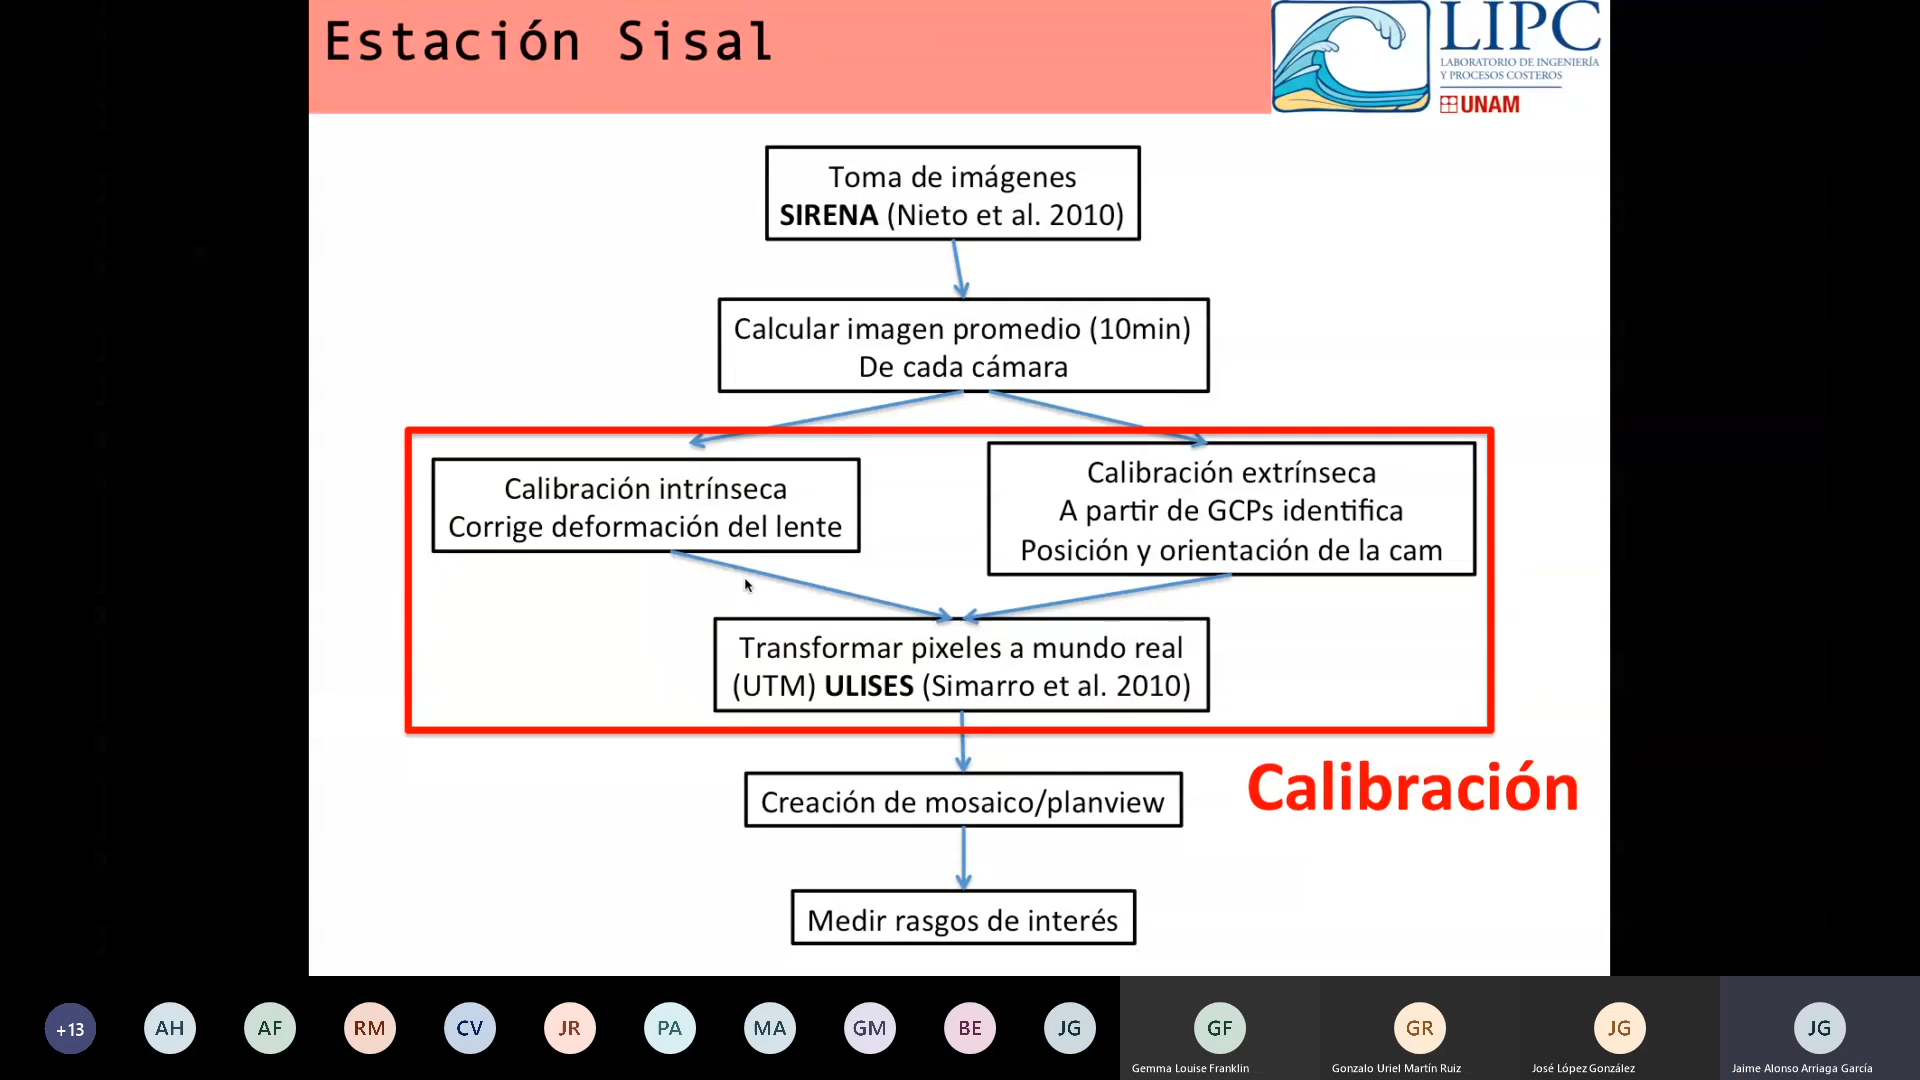 Estación Sisal
LIPC
LABORATORIO DE INGENIERÍA
Y PROCESOS COSTEROS
UNAM
Toma de imágenes
SIRENA (Nieto et al. 2010)
Calcular imagen promedio (10min)
De cada cámara
Calibración intrínseca
Corrige deformación del lente
Calibración extrínseca
A partir de GCPs identifica
Posición y orientación de la cam
Transformar pixeles a mundo real
(UTM) ULISES (Simarro et al. 2010)
Creación de mosaico/planview
Calibración
Medir rasgos de interés
+13
AH
AF
RM
CV
JR
PA
MA
GM
BE
JG
GF
GR
JG
JG
Gemma Louise Franklin
Gonzalo Uriel Martín Ruiz
José López González
Jaime Alonso Arriaga García